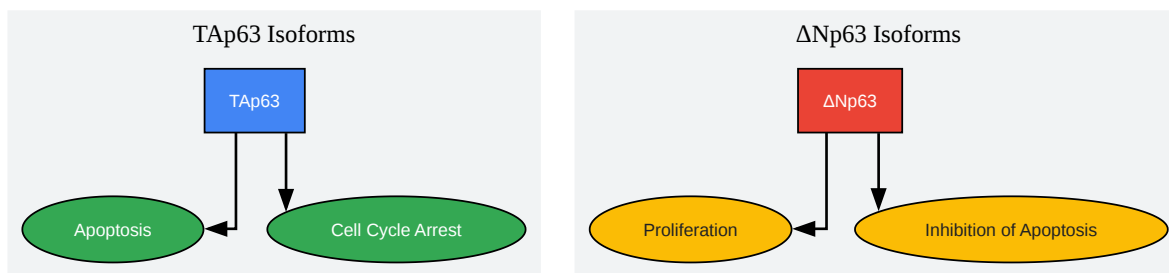 TAp63 Isoforms
TAp63
Apoptosis
Cell Cycle Arrest
ΔNp63 Isoforms
ΔNp63
Proliferation
Inhibition of Apoptosis